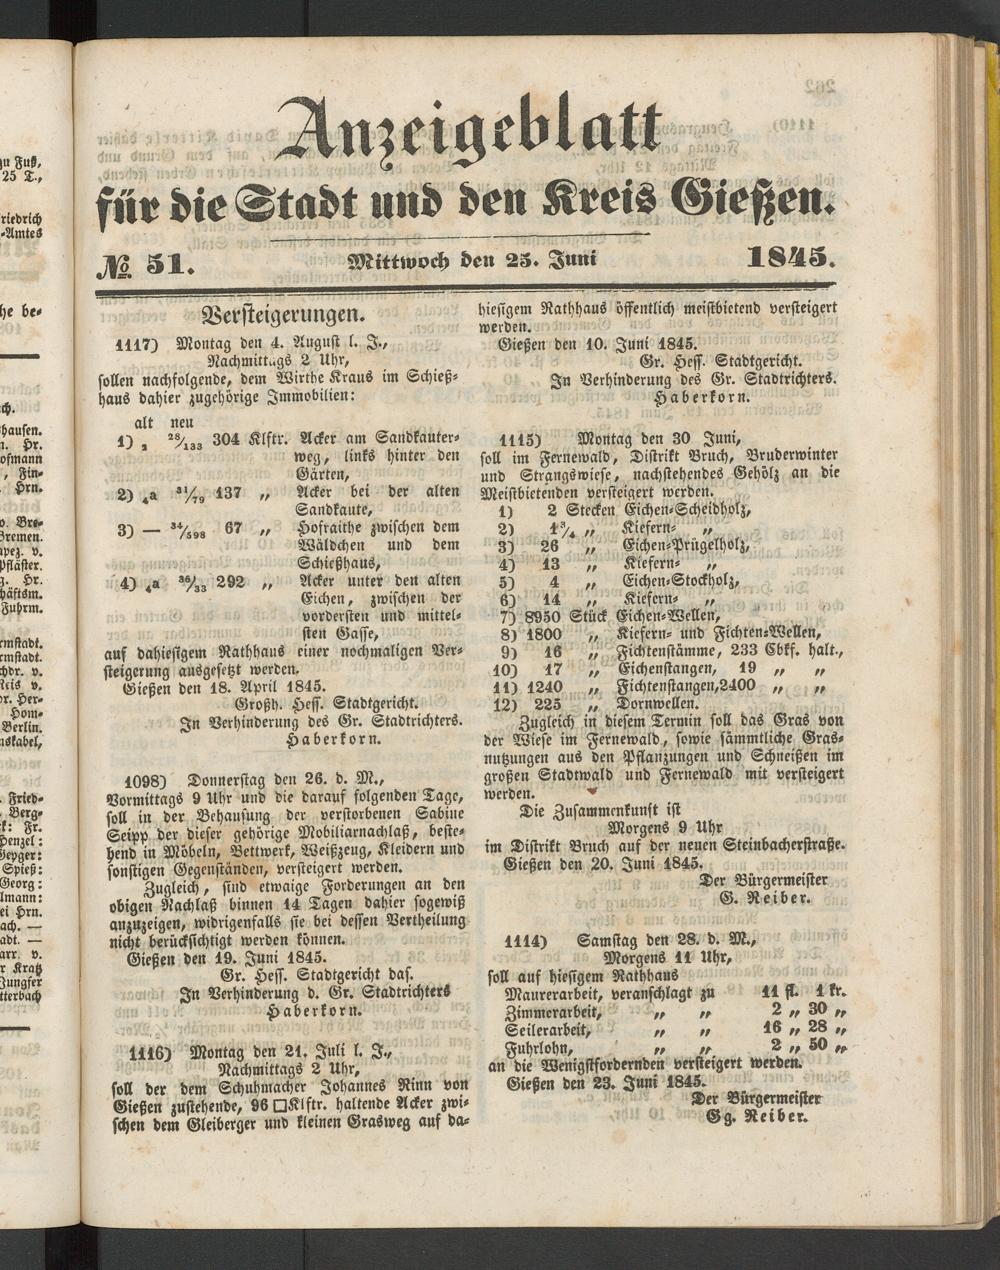 Anzeigeblatt
für die Stadt und den Kreis Gießen.
№ 51. Mittwoch den 25. Juni 1845.
Versteigerungen.
1117) Montag den 4. August l. J.,
Nachmittags 2 Uhr,
sollen nachfolgende, dem Wirthe Kraus im Schieß-
haus dahier zugehörige Immobilien:
alt neu
1) 28/133 304 Klftr. Acker am Sandkauter-
weg, links hinter den
Gärten,
2) 4a 31/79 137 „ Acker bei der alten
Sandkaute,
3) — 34/598 67 „ Hofraithe zwischen dem
Wäldchen und dem
Schießhaus,
4) 4a 36/33 292 „ Acker unter den alten
Eichen, zwischen der
vordersten und mittel-
sten Gasse,
auf dahiesigem Rathhaus einer nochmaligen Ver-
steigerung ausgesetzt werden.
Gießen den 18. April 1845.
Großh. Hess. Stadtgericht.
In Verhinderung des Gr. Stadtrichters.
Haberkorn.
1098) Donnerstag den 26. d. M.,
Vormittags 9 Uhr und die darauf folgenden Tage,
soll in der Behausung der verstorbenen Sabine
Seipp der dieser gehörige Mobiliarnachlaß, beste-
hend in Möbeln, Bettwerk, Weißzeug, Kleidern und
sonstigen Gegenständen, versteigert werden.
Zugleich, sind etwaige Forderungen an den
obigen Nachlaß binnen 14 Tagen dahier sogewiß
anzuzeigen, widrigenfalls sie bei dessen Vertheilung
nicht berücksichtigt werden können.
Gießen den 19. Juni 1845.
Gr. Hess. Stadtgericht das.
In Verhinderung d. Gr. Stadtrichters
Haberkorn.
1116) Montag den 21. Juli l. J.,
Nachmittags 2 Uhr,
soll der dem Schuhmacher Johannes Rinn von
Gießen zustehende, 96 □Klftr. haltende Acker zwi-
schen dem Gleiberger und kleinen Grasweg auf da-
hiesigem Rathhaus öffentlich meistbietend versteigert
werden.
Gießen den 10. Juni 1845.
Gr. Hess. Stadtgericht.
In Verhinderung des Gr. Stadtrichters.
Haberkorn.
1115) Montag den 30 Juni,
soll im Fernewald, Distrikt Bruch, Bruderwinter
und Strangswiese, nachstehendes Gehölz an die
Meistbietenden versteigert werden.
1) 2 Stecken Eichen-Scheidholz,
2) 1 3/4 „ Kiefern- „
3) 26 „ Eichen-Prügelholz,
4) 13 „ Kiefern- „
5) 4 „ Eichen-Stockholz,
6) 14 „ Kiefern- „
7) 8950 Stück Eichen-Wellen,
8) 1800 „ Kiefern- und Fichten-Wellen,
9) 16 „ Fichtenstämme, 233 Cbkf. halt.,
10) 17 „ Eichenstangen, 19 „ „
11) 1240 „ Fichtenstangen, 2400 „ „
12) 225 „ Dornwellen.
Zugleich in diesem Termin soll das Gras von
der Wiese im Fernewald, sowie sämmtliche Gras-
nutzungen aus den Pflanzungen und Schneißen im
großen Stadtwald und Fernewald mit versteigert
werden.
Die Zusammenkunft ist
Morgens 9 Uhr
im Distrikt Bruch auf der neuen Steinbacherstraße.
Gießen den 20. Juni 1845.
Der Bürgermeister
G. Reiber.
1114) Samstag den 28. d. M.,
Morgens 11 Uhr,
soll auf hiesigem Rathhaus
Maurerarbeit, veranschlagt zu 11 fl. 1 kr.
Zimmerarbeit, „ „ 2 „ 30 „
Seilerarbeit, „ „ 16 „ 28 „
Fuhrlohn, „ „ 2 „ 50 „
an die Wenigstfordernden versteigert werden.
Gießen den 23. Juni 1845.
Der Bürgermeister
Gg. Reiber.